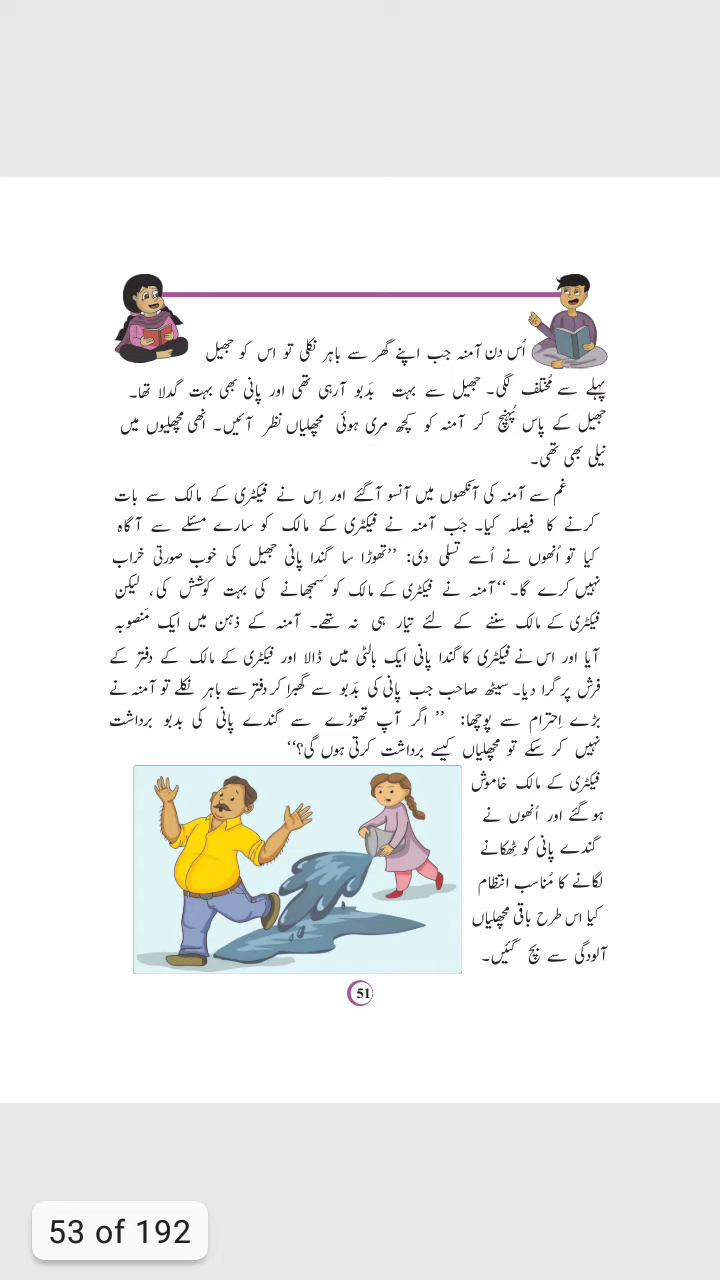 اُس دن آمنہ جب اپنے گھر سے باہر نکلی تو اس کو جھیل
پہلے سے مُختلف لگی۔ جھیل سے بہت بَدبو آرہی تھی اور پانی بھی بہت گدلا تھا۔
جھیل کے پاس پُہنچ کر آمنہ کو کچھ مری ہوئی مچھلیاں نظر آئیں۔ انھی مچھلیوں میں
نیلی بھی تھی۔
غم سے آمنہ کی آنکھوں میں آنسو آگئے اور اِس نے فیکٹری کے مالک سے بات
کرنے کا فیصلہ کیا۔ جَب آمنہ نے فیکٹری کے مالک کو سارے مسئلے سے آگاہ
کیا تو اُنھوں نے اُسے تسلی دی: ’’تھوڑا سا گندا پانی جھیل کی خوب صورتی خراب
نہیں کرے گا۔‘‘ آمنہ نے فیکٹری کے مالک کو سَمجھانے کی بہت کوشش کی، لیکن
فیکٹری کے مالک سننے کے لئے تیار ہی نہ تھے۔ آمنہ کے ذہن میں ایک مَنصوبہ
آیا اور اس نے فیکٹری کا گندا پانی ایک بالٹی میں ڈالا اور فیکٹری کے مالک کے دفتر کے
فرش پر گرا دیا۔ سیٹھ صاحب جب پانی کی بَدبو سے گھبرا کر دفتر سے باہر نکلے تو آمنہ نے
بڑے اِحترام سے پوچھا: ’’ اگر آپ تھوڑے سے گندے پانی کی بدبو برداشت
نہیں کر سکے تو مچھلیاں کیسے برداشت کرتی ہوں گی؟‘‘
فیکٹری کے مالک خاموش
ہوگئے اور اُنھوں نے
گندے پانی کو ٹِھکانے
لگانے کا مُناسب انتظام
کیا اس طرح باقی مچھلیاں
آلودگی سے بچ گئیں۔
51
53 of 192